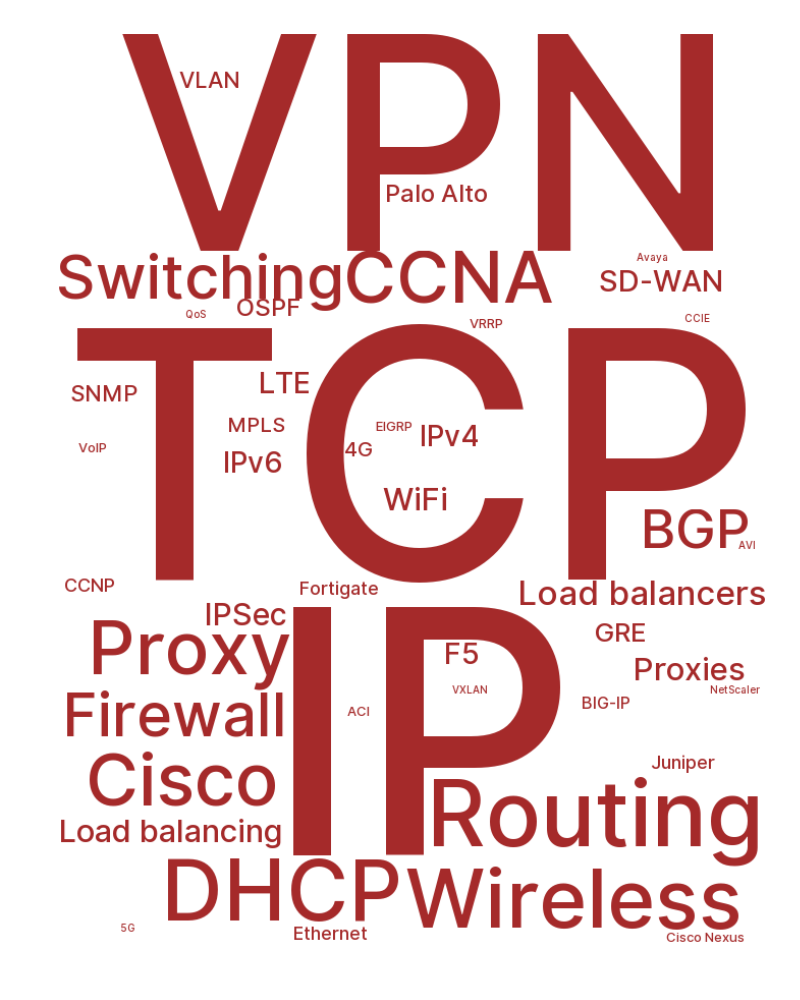 VPN
VLAN
Palo Alto
Switching
CCNA
Avaya
SD-WAN
OSPF
QoS
VRRP
CCIE
TCP
LTE
SNMP
MPLS
EIGRP
IPv4
4G
VoIP
IPv6
WiFi
BGP
AVI
CCNP
Fortigate
Load balancers
IPSec
IP
GRE
Proxy
F5
Proxies
VXLAN
NetScaler
BIG-IP
ACI
Firewall
Juniper
Cisco
Routing
Load balancing
DHCP
Wireless
5G
Ethernet
Cisco Nexus